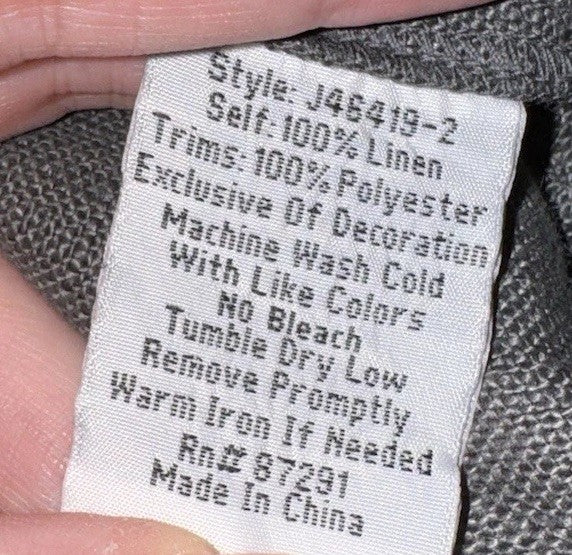 Style: J46419-2
Self:100% Linen
Trims:100% Polyester
Exclusive Of Decoration
Machine Wash Cold
With Like Colors
No Bleach
Tumble Dry Low
Remove Promptly
Warm Iron If Needed
Rn# 87291
Made In China